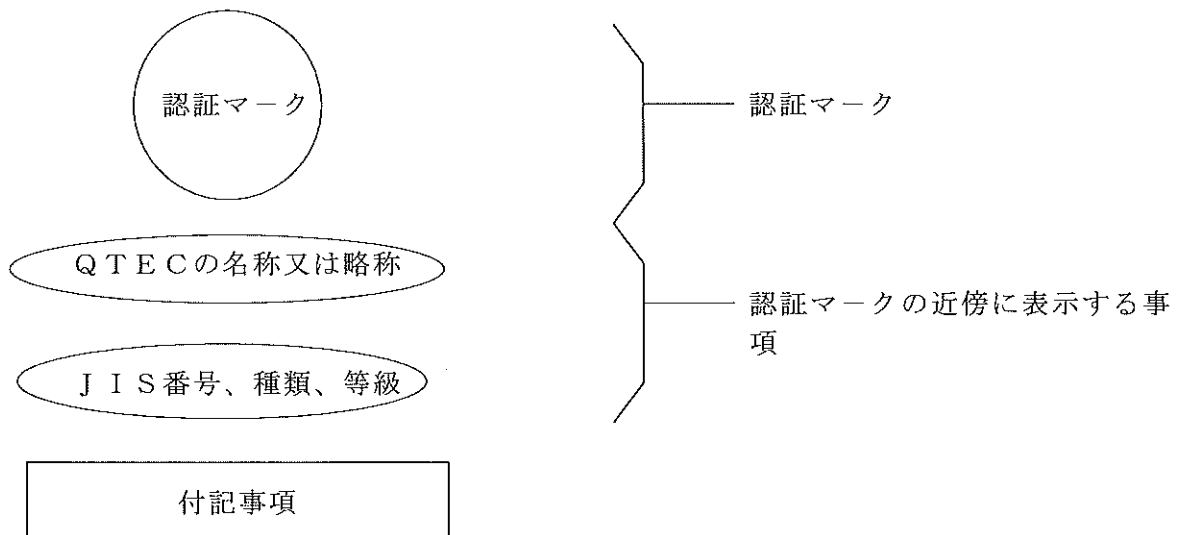 認証マーク
認証マーク
ＱＴＥＣの名称又は略称
認証マークの近傍に表示する事
項
ＪＩＳ番号、種類、等級
付記事項